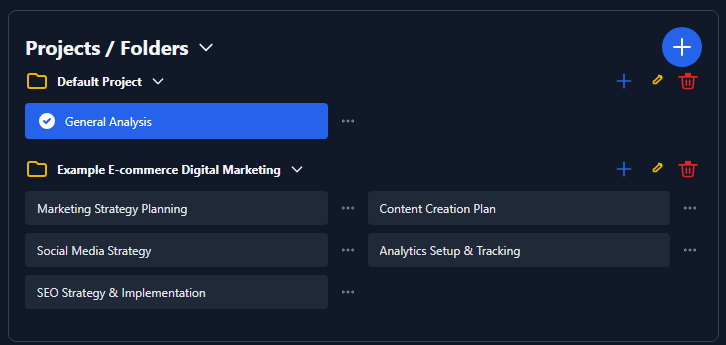 Projects / Folders
Default Project
General Analysis
Example E-commerce Digital Marketing
Marketing Strategy Planning
Content Creation Plan
Social Media Strategy
Analytics Setup & Tracking
SEO Strategy & Implementation